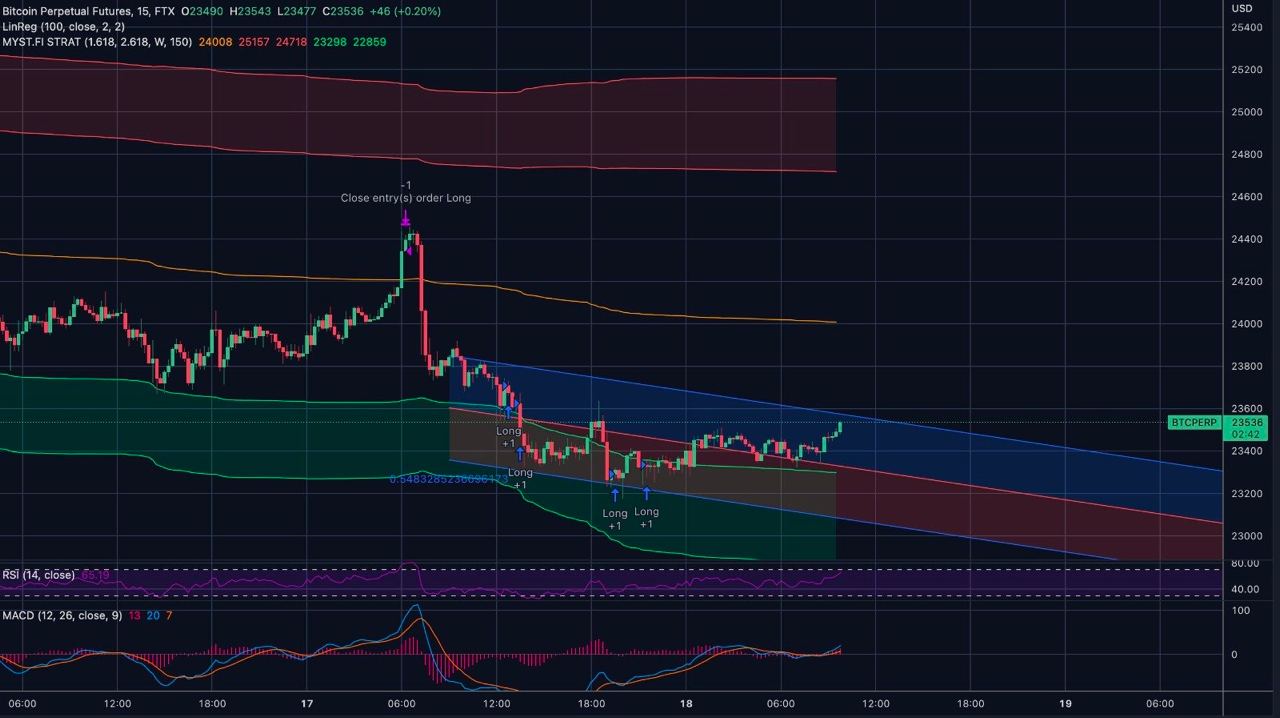 Bitcoin Perpetual Futures, 15, FTX O23490 H23543 L23477 C23536 +46 (+0.20%)
LinReg (100, close, 2, 2)
MYST.FI STRAT (1.618, 2.618, W, 150) 24008 25157 24718 23298 22859
USD
25400
25200
25000
24800
24600
24400
24200
24000
23800
23600
BTCPERP 23536
02:42
23400
23200
23000
-1
Close entry(s) order Long
Long
+1
Long
+1
Long
+1
Long
+1
RSI (14, close) 65.19
80.00
40.00
MACD (12, 26, close, 9) 13 20 7
100
0
06:00 12:00 18:00 17 06:00 12:00 18:00 18 06:00 12:00 18:00 19 06:00